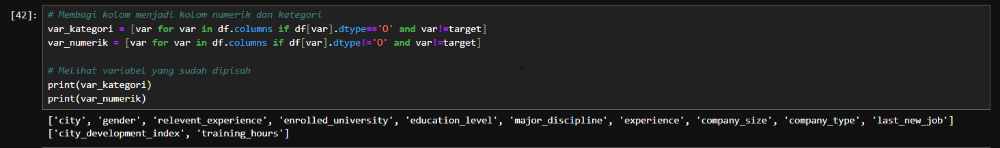 [42]: # Membagi kolom menjadi kolom numerik dan kategori
var_kategori = [var for var in df.columns if df[var].dtype=='O' and var!=target]
var_numerik = [var for var in df.columns if df[var].dtype!='O' and var!=target]
# Melihat variabel yang sudah dipisah
print(var_kategori)
print(var_numerik)
['city', 'gender', 'relevent_experience', 'enrolled_university', 'education_level', 'major_discipline', 'experience', 'company_size', 'company_type', 'last_new_job']
['city_development_index', 'training_hours']